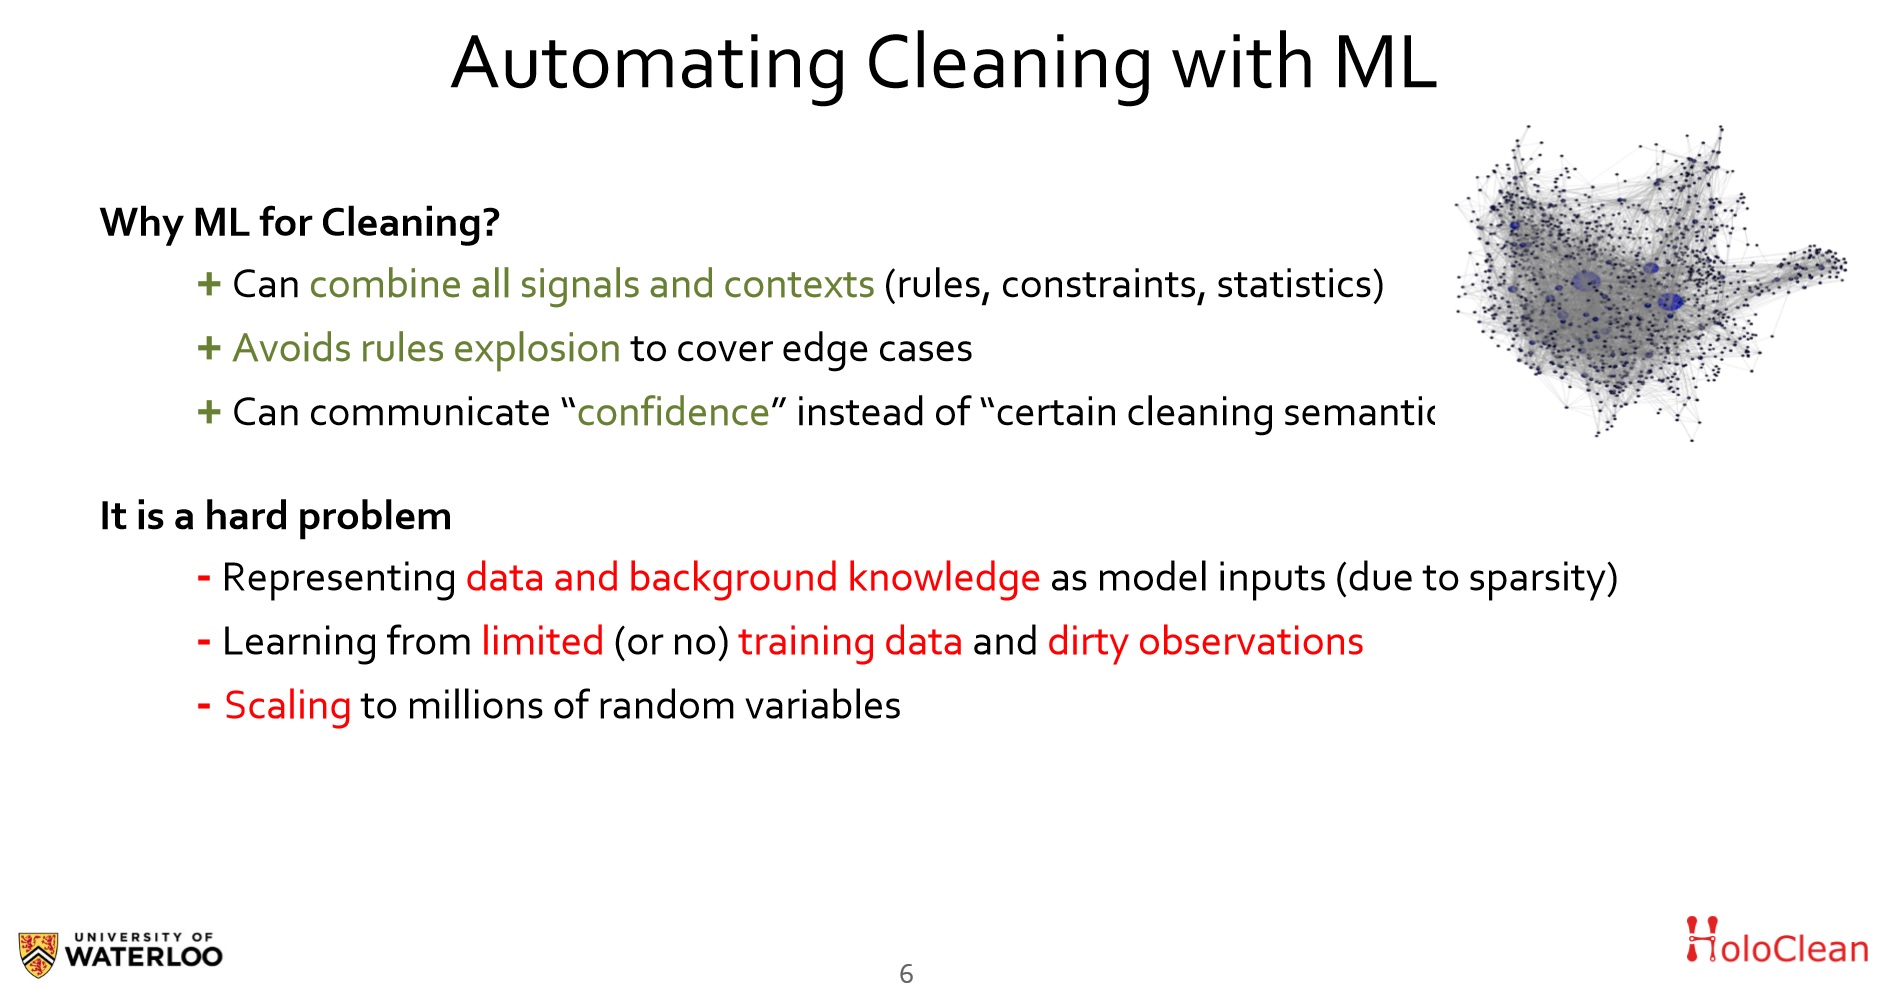 Automating Cleaning with ML
Why ML for Cleaning?
+ Can combine all signals and contexts (rules, constraints, statistics)
+ Avoids rules explosion to cover edge cases
+ Can communicate “confidence” instead of “certain cleaning semantic
It is a hard problem
- Representing data and background knowledge as model inputs (due to sparsity)
- Learning from limited (or no) training data and dirty observations
- Scaling to millions of random variables
UNIVERSITY OF
WATERLOO
6
HoloClean